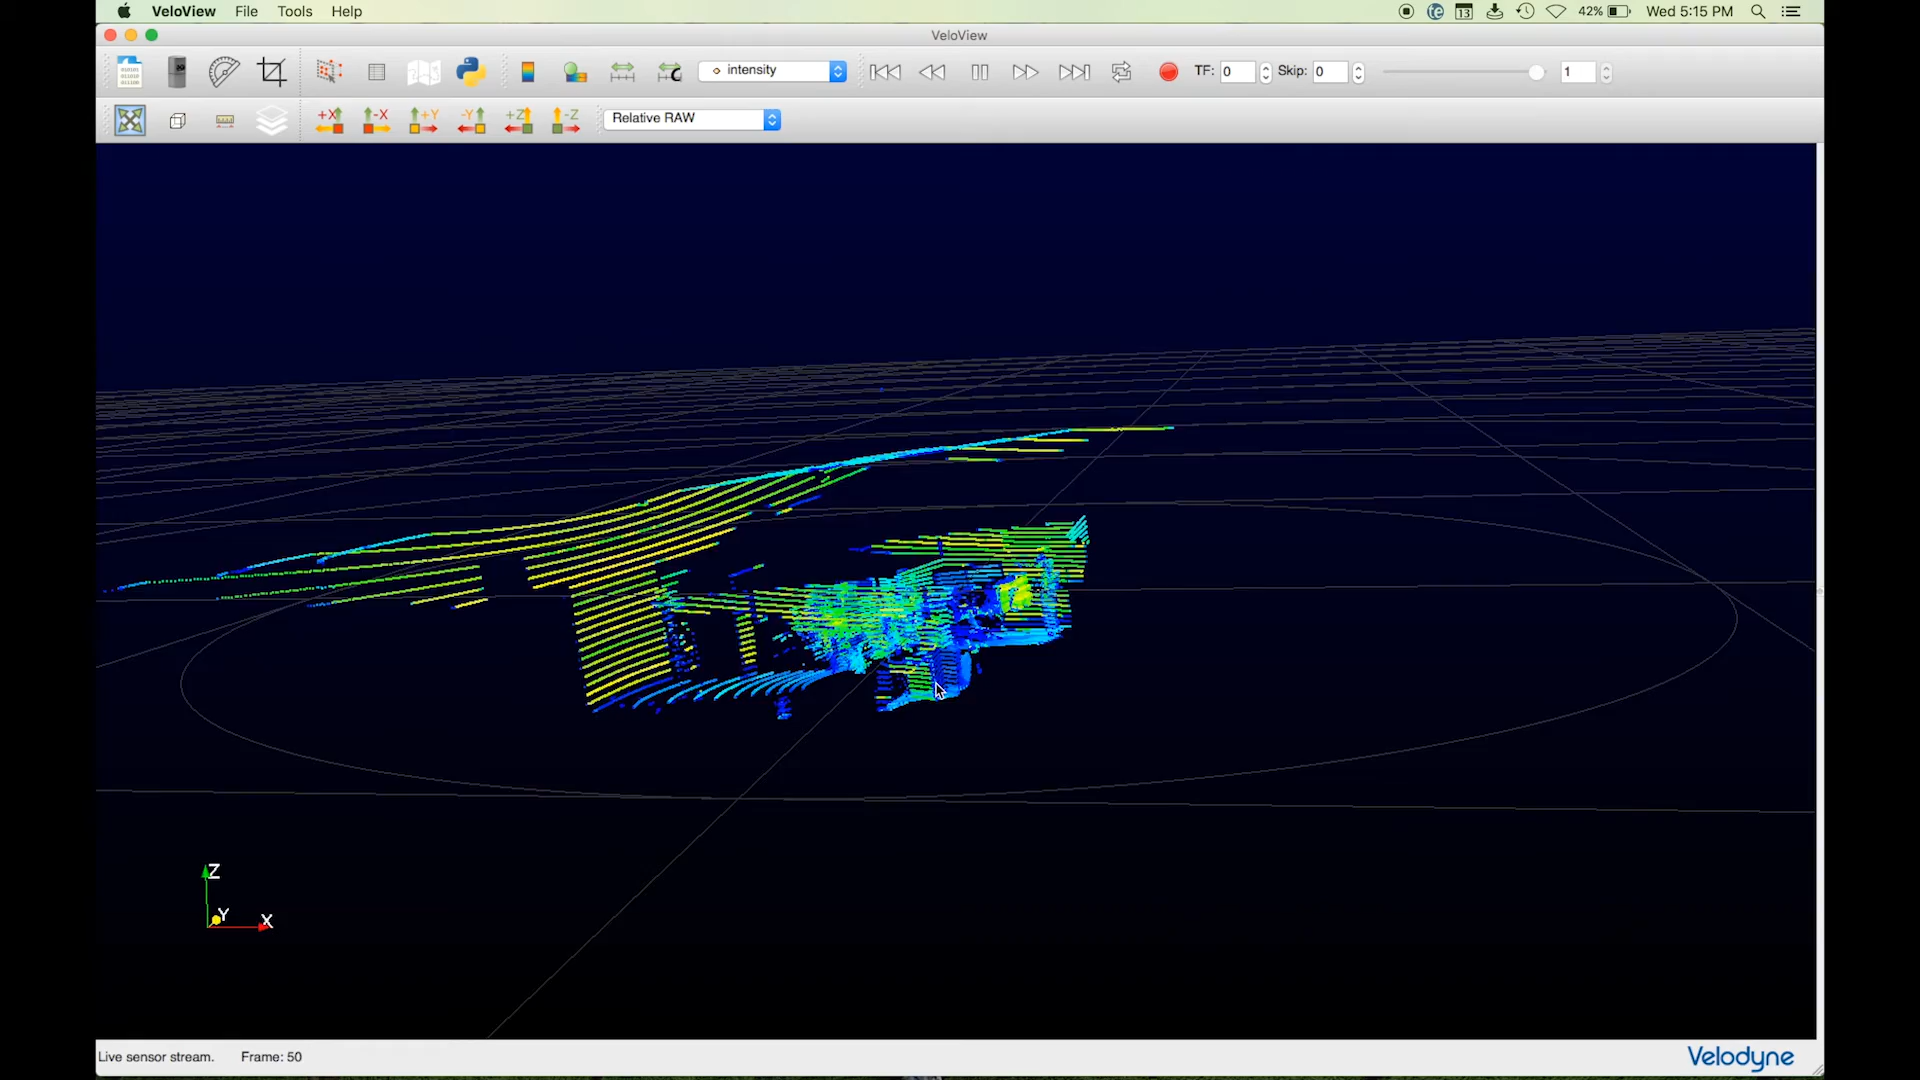 VeloView File Tools Help 13 42% Wed 5:15 PM
VeloView
intensity TF: 0 Skip: 0 1
+X -X +Y -Y +Z -Z Relative RAW
Z
Y X
Live sensor stream. Frame: 50 Velodyne